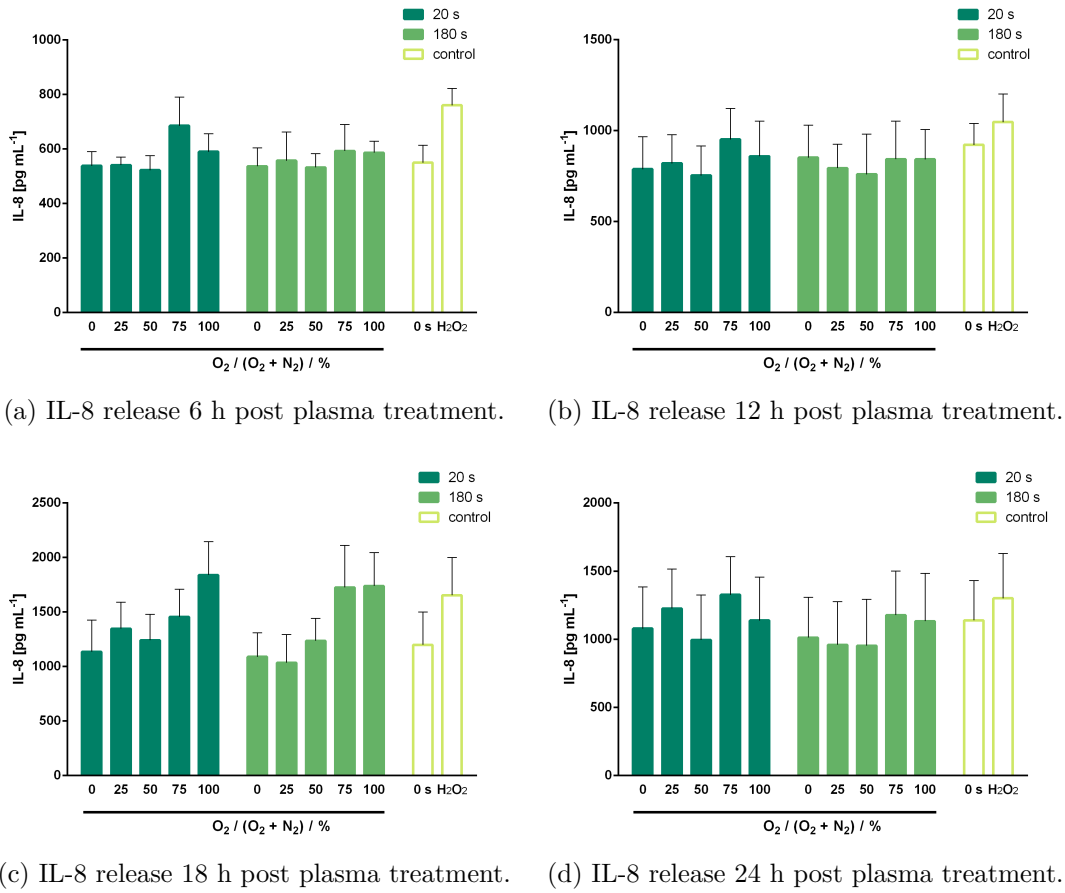 20 s
180 s
control
1000
800
600
400
200
0
IL-8 [pg mL⁻¹]
0 25 50 75 100 0 25 50 75 100 0 s H₂O₂
O₂ / (O₂ + N₂) / %
(a) IL-8 release 6 h post plasma treatment.
20 s
180 s
control
1500
1000
500
0
IL-8 [pg mL⁻¹]
0 25 50 75 100 0 25 50 75 100 0 s H₂O₂
O₂ / (O₂ + N₂) / %
(b) IL-8 release 12 h post plasma treatment.
20 s
180 s
control
2500
2000
1500
1000
500
0
IL-8 [pg mL⁻¹]
0 25 50 75 100 0 25 50 75 100 0 s H₂O₂
O₂ / (O₂ + N₂) / %
(c) IL-8 release 18 h post plasma treatment.
20 s
180 s
control
2000
1500
1000
500
0
IL-8 [pg mL⁻¹]
0 25 50 75 100 0 25 50 75 100 0 s H₂O₂
O₂ / (O₂ + N₂) / %
(d) IL-8 release 24 h post plasma treatment.